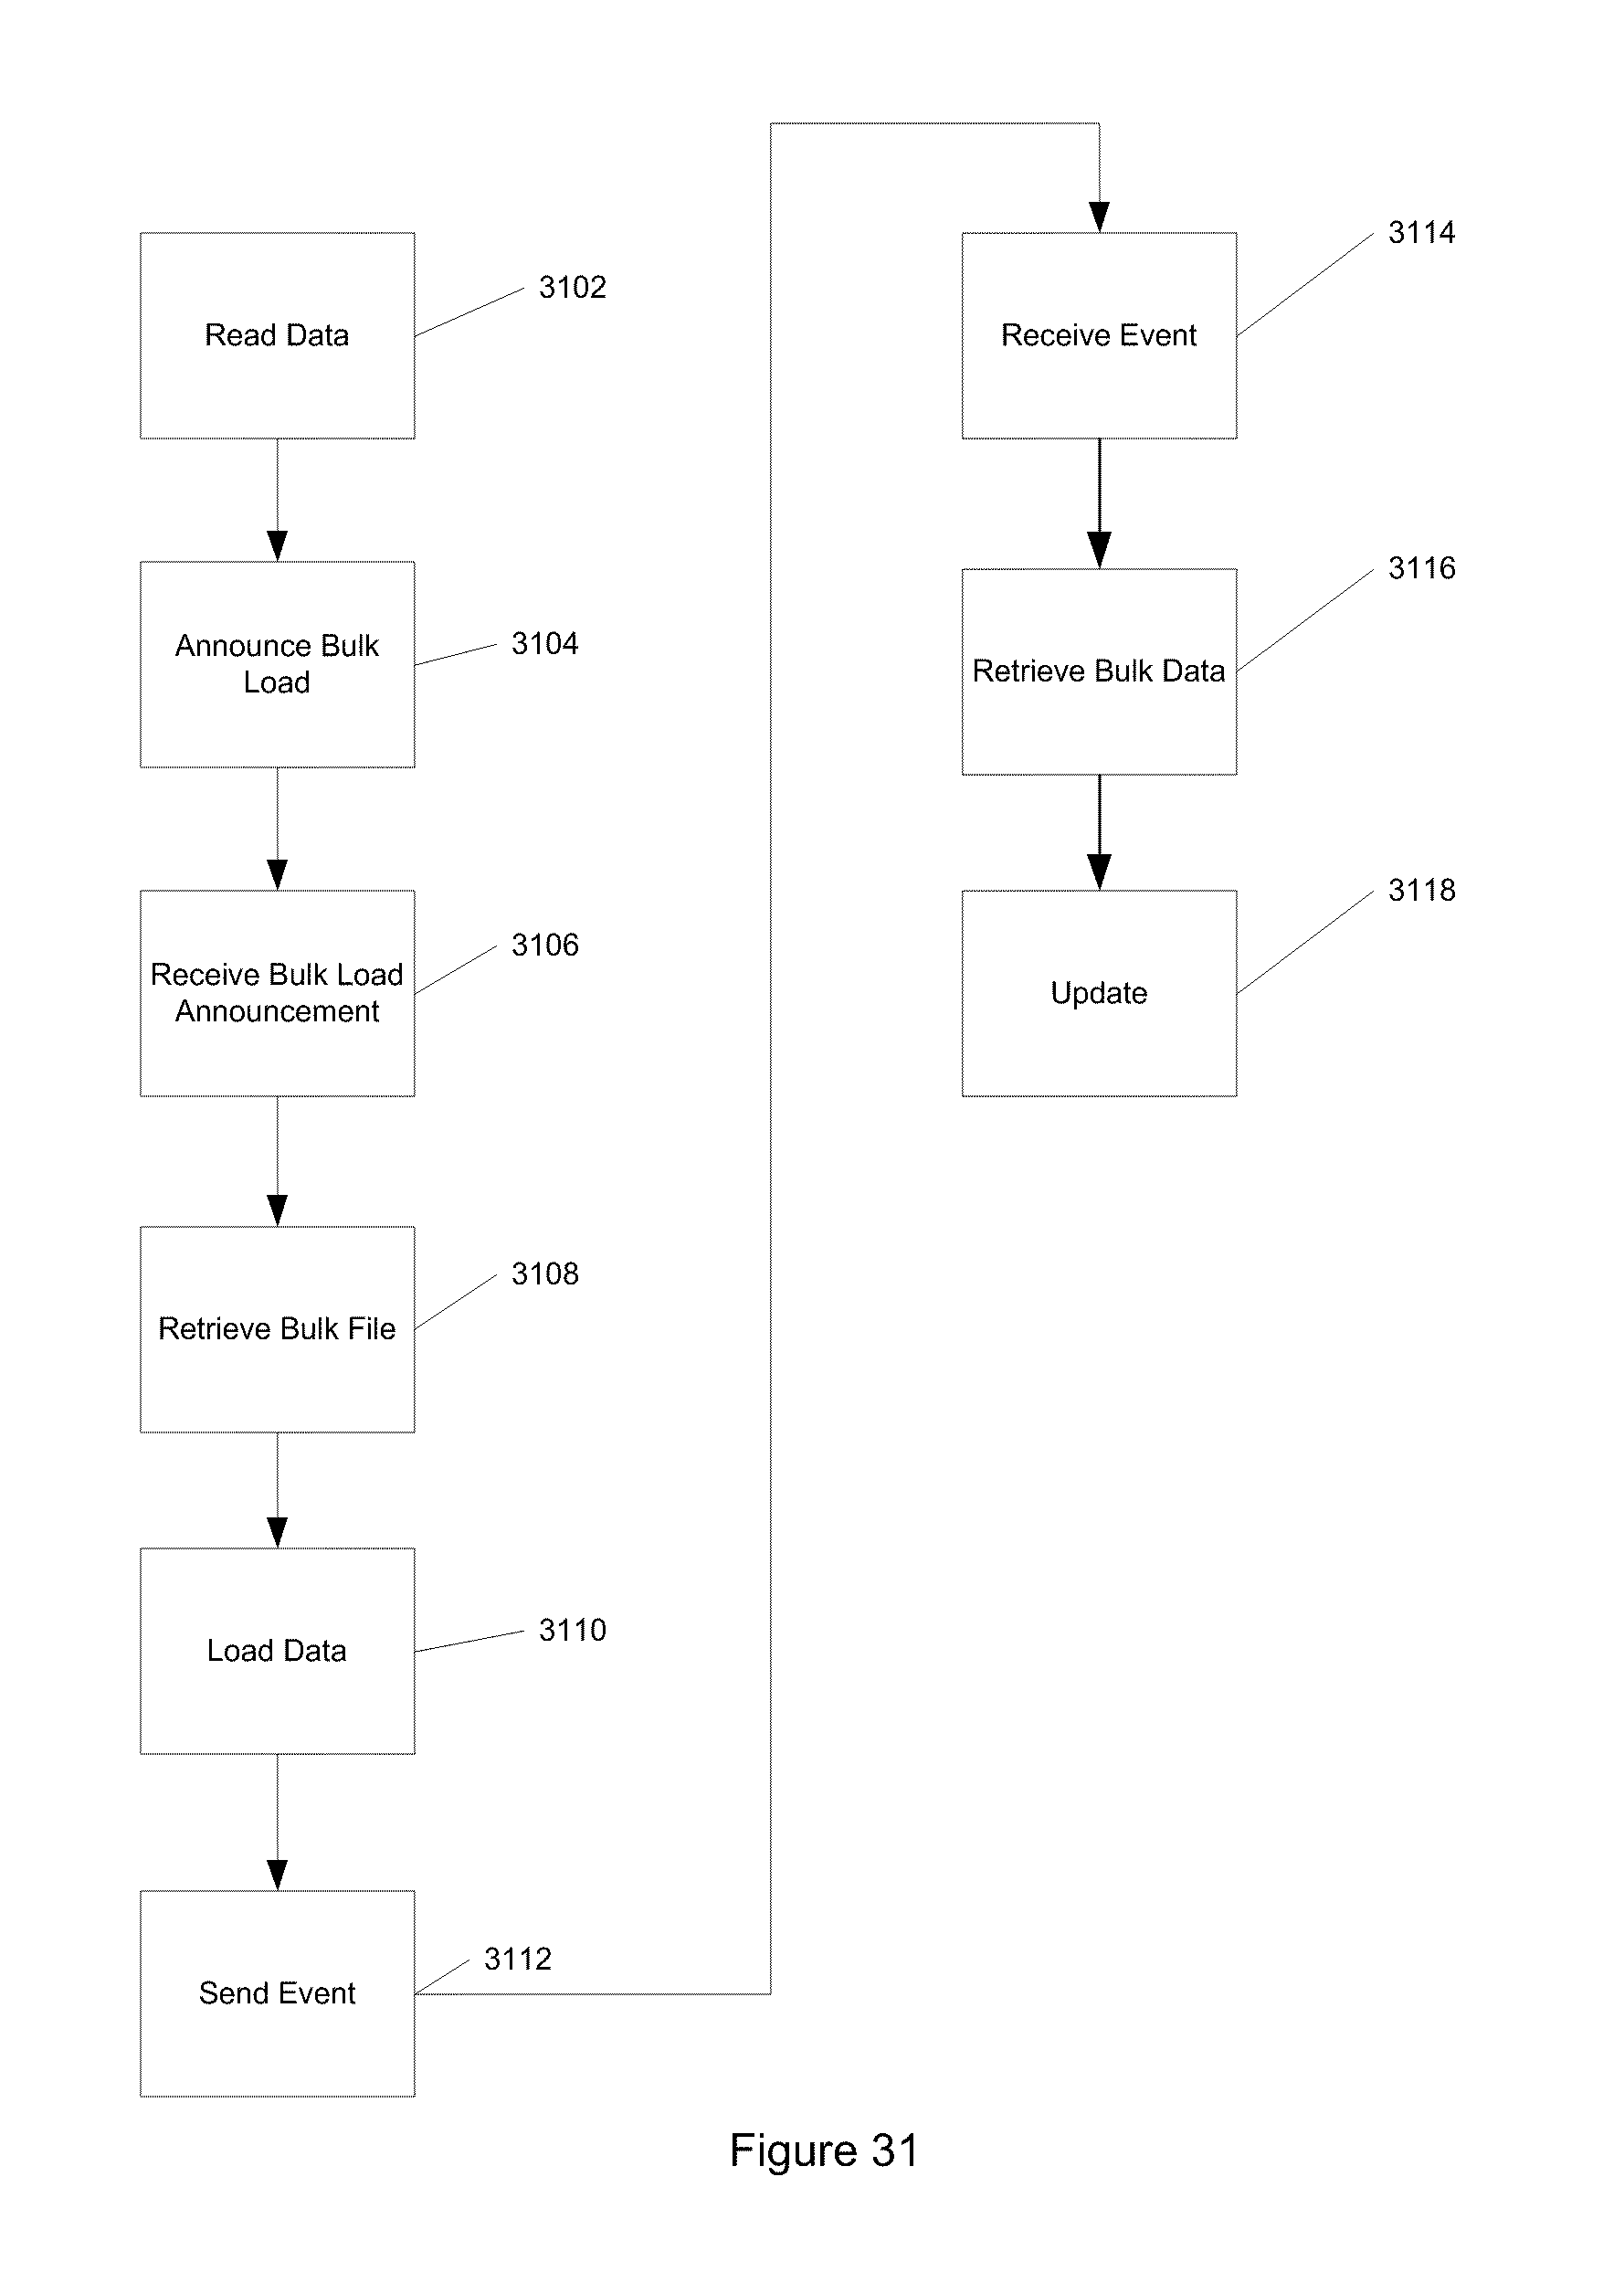 Read Data
3102
Announce Bulk
Load
3104
Receive Bulk Load
Announcement
3106
Retrieve Bulk File
3108
Load Data
3110
Send Event
3112
Receive Event
3114
Retrieve Bulk Data
3116
Update
3118
Figure 31